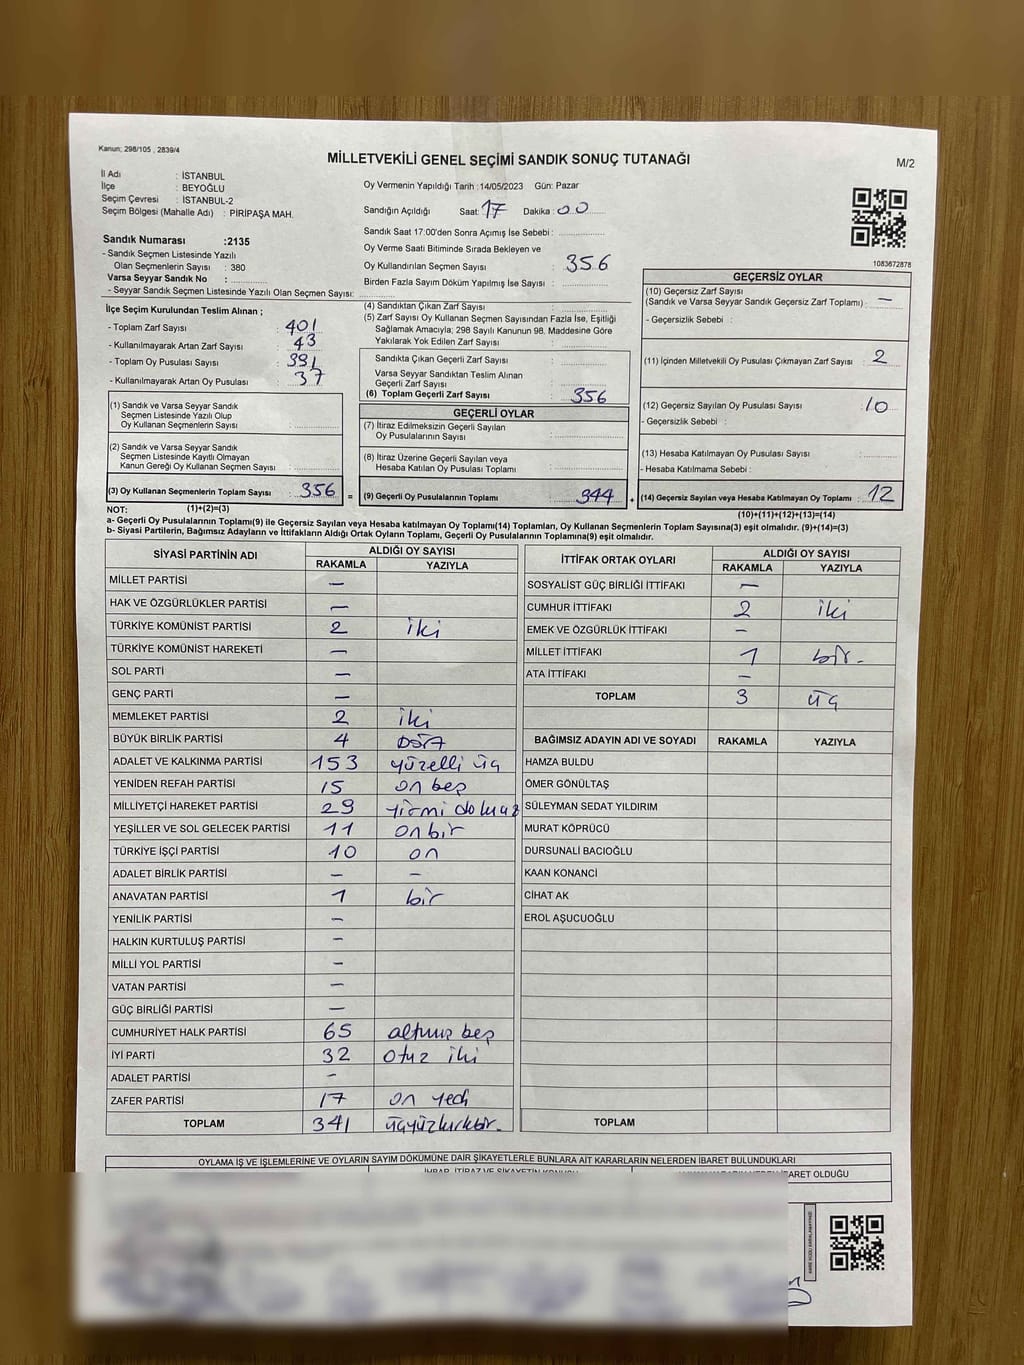 Kanun: 298/105 , 2839/4
MİLLETVEKİLİ GENEL SEÇİMİ SANDIK SONUÇ TUTANAĞI
M/2
İl Adı : İSTANBUL
İlçe : BEYOĞLU
Seçim Çevresi : İSTANBUL-2
Seçim Bölgesi (Mahalle Adı) : PİRİPAŞA MAH.
Sandık Numarası :2135
- Sandık Seçmen Listesinde Yazılı
Olan Seçmenlerin Sayısı : 380
Varsa Seyyar Sandık No :
- Seyyar Sandık Seçmen Listesinde Yazılı Olan Seçmen Sayısı:
Oy Vermenin Yapıldığı Tarih :14/05/2023 Gün: Pazar
Sandığın Açıldığı Saat: 17 Dakika : 00
Sandık Saat 17:00'den Sonra Açımış İse Sebebi :
Oy Verme Saati Bitiminde Sırada Bekleyen ve
Oy Kullandırılan Seçmen Sayısı : 356
Birden Fazla Sayım Döküm Yapılmış İse Sayısı :
1083672878
İlçe Seçim Kurulundan Teslim Alınan ;
- Toplam Zarf Sayısı : 401
- Kullanılmayarak Artan Zarf Sayısı : 43
- Toplam Oy Pusulası Sayısı :
- Kullanılmayarak Artan Oy Pusulası : 37
(1) Sandık ve Varsa Seyyar Sandık
Seçmen Listesinde Yazılı Olup
Oy Kullanan Seçmenlerin Sayısı :
(2) Sandık ve Varsa Seyyar Sandık
Seçmen Listesinde Kayıtlı Olmayan
Kanun Gereği Oy Kullanan Seçmen Sayısı :
(3) Oy Kullanan Seçmenlerin Toplam Sayısı : 356 =
(4) Sandıktan Çıkan Zarf Sayısı :
(5) Zarf Sayısı Oy Kullanan Seçmen Sayısından Fazla İse, Eşitliği
Sağlamak Amacıyla; 298 Sayılı Kanunun 98. Maddesine Göre
Yakılarak Yok Edilen Zarf Sayısı :
Sandıkta Çıkan Geçerli Zarf Sayısı :
Varsa Seyyar Sandıktan Teslim Alınan
Geçerli Zarf Sayısı :
(6) Toplam Geçerli Zarf Sayısı : 356
GEÇERLİ OYLAR
(7) İtiraz Edilmeksizin Geçerli Sayılan
Oy Pusulalarının Sayısı :
(8) İtiraz Üzerine Geçerli Sayılan veya
Hesaba Katılan Oy Pusulası Toplamı :
(9) Geçerli Oy Pusulalarının Toplamı : 344 +
GEÇERSİZ OYLAR
(10) Geçersiz Zarf Sayısı
(Sandık ve Varsa Seyyar Sandık Geçersiz Zarf Toplamı) : —
- Geçersizlik Sebebi :
(11) İçinden Milletvekili Oy Pusulası Çıkmayan Zarf Sayısı : 2
(12) Geçersiz Sayılan Oy Pusulası Sayısı : 10
- Geçersizlik Sebebi :
(13) Hesaba Katılmayan Oy Pusulası Sayısı :
- Hesaba Katılmama Sebebi :
(14) Geçersiz Sayılan veya Hesaba Katılmayan Oy Toplamı : 12
NOT: (1)+(2)=(3)
(10)+(11)+(12)+(13)=(14)
a- Geçerli Oy Pusulalarının Toplamı(9) ile Geçersiz Sayılan veya Hesaba katılmayan Oy Toplamı(14) Toplamları, Oy Kullanan Seçmenlerin Toplam Sayısına(3) eşit olmalıdır. (9)+(14)=(3)
b- Siyasi Partilerin, Bağımsız Adayların ve İttifakların Aldığı Ortak Oyların Toplamı, Geçerli Oy Pusulalarının Toplamına(9) eşit olmalıdır.
SİYASİ PARTİNİN ADI ALDIĞI OY SAYISI
RAKAMLA YAZIYLA
MİLLET PARTİSİ —
HAK VE ÖZGÜRLÜKLER PARTİSİ —
TÜRKİYE KOMÜNİST PARTİSİ 2 iki
TÜRKİYE KOMÜNİST HAREKETİ —
SOL PARTİ —
GENÇ PARTİ —
MEMLEKET PARTİSİ 2 iki
BÜYÜK BİRLİK PARTİSİ 4 DÖRT
ADALET VE KALKINMA PARTİSİ 153 yüzelli üç
YENİDEN REFAH PARTİSİ 15 on beş
MİLLİYETÇİ HAREKET PARTİSİ 29 yirmi dokuz
YEŞİLLER VE SOL GELECEK PARTİSİ 11 onbir
TÜRKİYE İŞÇİ PARTİSİ 10 on
ADALET BİRLİK PARTİSİ — —
ANAVATAN PARTİSİ 1 bir
YENİLİK PARTİSİ —
HALKIN KURTULUŞ PARTİSİ —
MİLLİ YOL PARTİSİ —
VATAN PARTİSİ —
GÜÇ BİRLİĞİ PARTİSİ —
CUMHURİYET HALK PARTİSİ 65 altmış beş
İYİ PARTİ 32 otuz iki
ADALET PARTİSİ —
ZAFER PARTİSİ 17 on yedi
TOPLAM 341 üçyüzkırkbir.
İTTİFAK ORTAK OYLARI ALDIĞI OY SAYISI
RAKAMLA YAZIYLA
SOSYALİST GÜÇ BİRLİĞİ İTTİFAKI —
CUMHUR İTTİFAKI 2 iki
EMEK VE ÖZGÜRLÜK İTTİFAKI —
MİLLET İTTİFAKI 1 bir.
ATA İTTİFAKI —
TOPLAM 3 üç
BAĞIMSIZ ADAYIN ADI VE SOYADI RAKAMLA YAZIYLA
HAMZA BULDU
ÖMER GÖNÜLTAŞ
SÜLEYMAN SEDAT YILDIRIM
MURAT KÖPRÜCÜ
DURSUNALİ BACIOĞLU
KAAN KONANCİ
CİHAT AK
EROL AŞUCUOĞLU
TOPLAM
OYLAMA İŞ VE İŞLEMLERİNE VE OYLARIN SAYIM DÖKÜMÜNE DAİR ŞİKAYETLERLE BUNLARA AİT KARARLARIN NELERDEN İBARET BULUNDUKLARI
İHBAR, İTİRAZ VE ŞİKAYETİN KONUSU
İBARET OLDUĞU